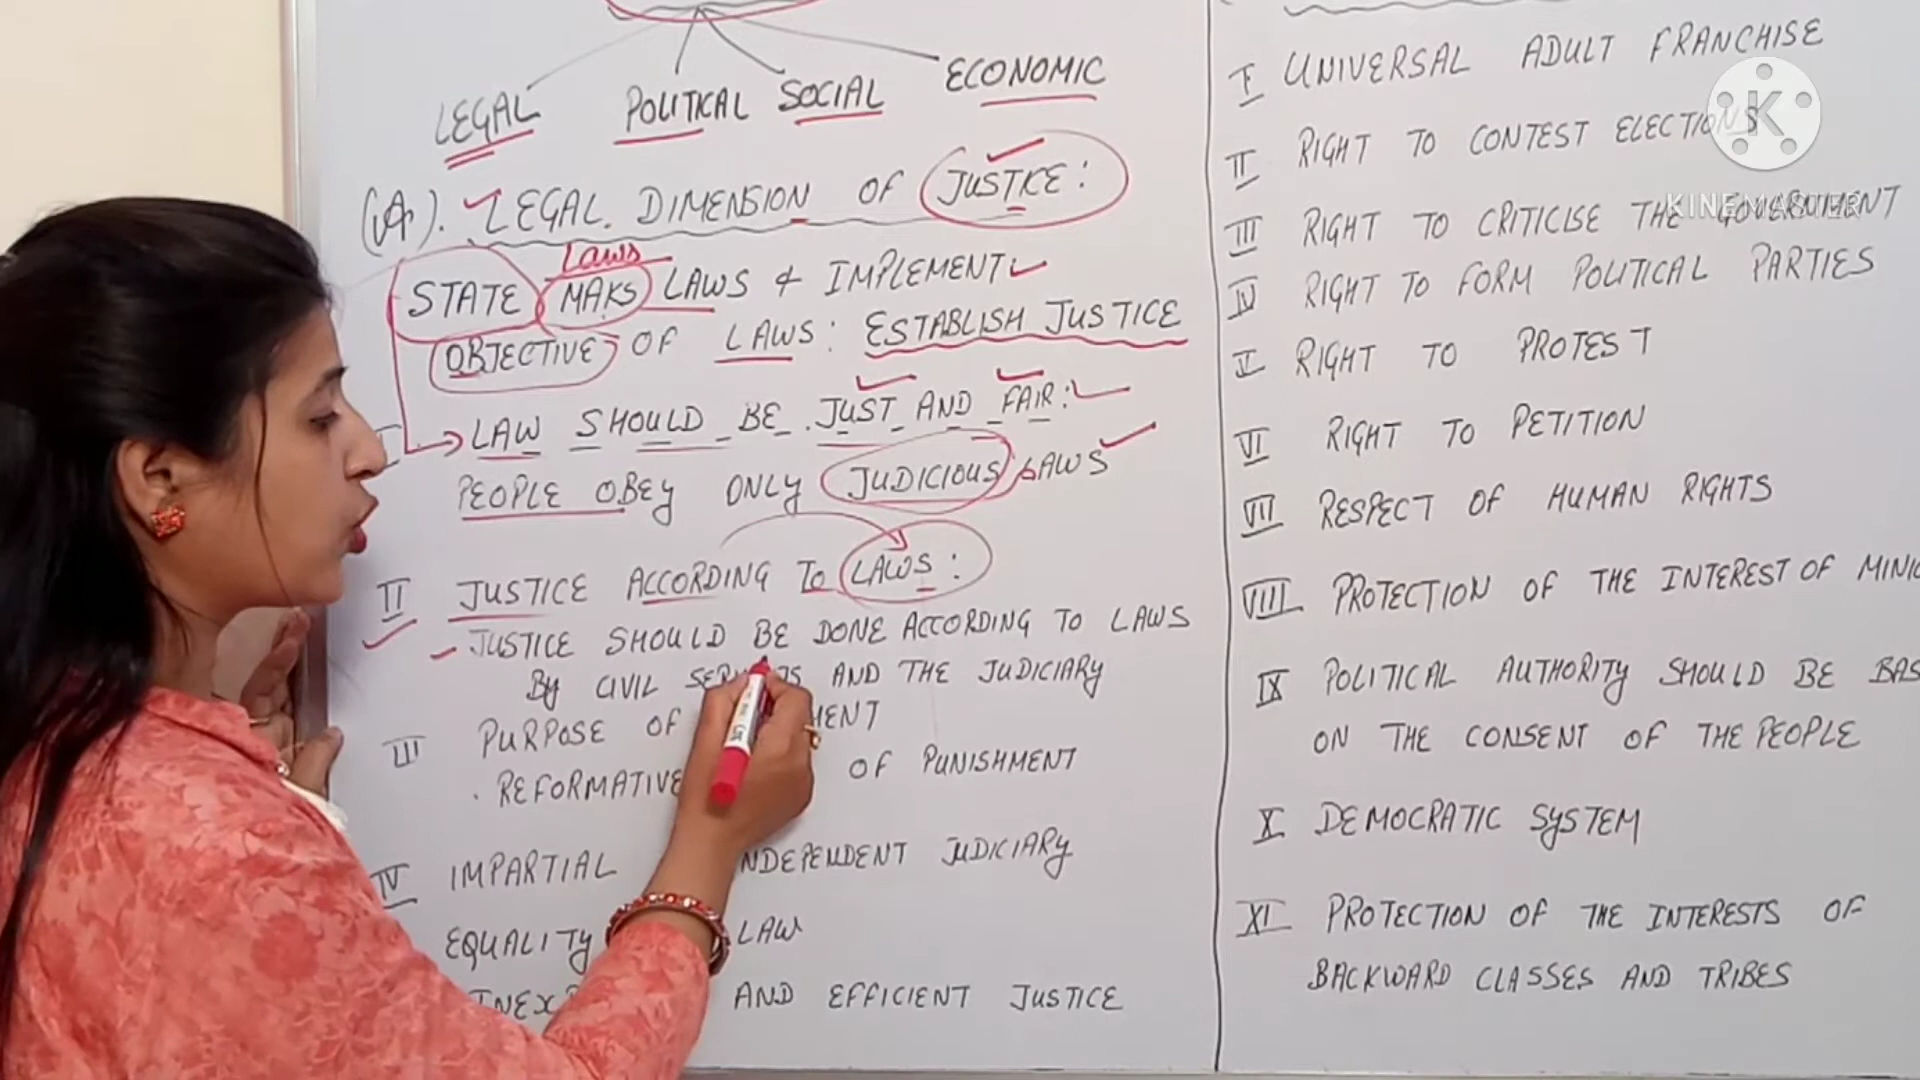 LEGAL POLITICAL SOCIAL ECONOMIC
(A). LEGAL DIMENSION OF JUSTICE:
Laws
STATE MAKS LAWS & IMPLEMENT
OBJECTIVE OF LAWS: ESTABLISH JUSTICE
LAW SHOULD BE JUST AND FAIR:
PEOPLE OBEY ONLY JUDICIOUS LAWS
II JUSTICE ACCORDING TO LAWS:
JUSTICE SHOULD BE DONE ACCORDING TO LAWS
BY CIVIL AND THE JUDICIARY
III PURPOSE OF
REFORMATIVE OF PUNISHMENT
IV IMPARTIAL INDEPENDENT JUDICIARY
EQUALITY LAW
AND EFFICIENT JUSTICE
I UNIVERSAL ADULT FRANCHISE
II RIGHT TO CONTEST ELECTIONS
III RIGHT TO CRITICISE THE GOVERNMENT
IV RIGHT TO FORM POLITICAL PARTIES
V RIGHT TO PROTEST
VI RIGHT TO PETITION
VII RESPECT OF HUMAN RIGHTS
VIII PROTECTION OF THE INTEREST OF
IX POLITICAL AUTHORITY SHOULD BE BAS
ON THE CONSENT OF THE PEOPLE
X DEMOCRATIC SYSTEM
XI PROTECTION OF THE INTERESTS OF
BACKWARD CLASSES AND TRIBES
K
KINEMASTER